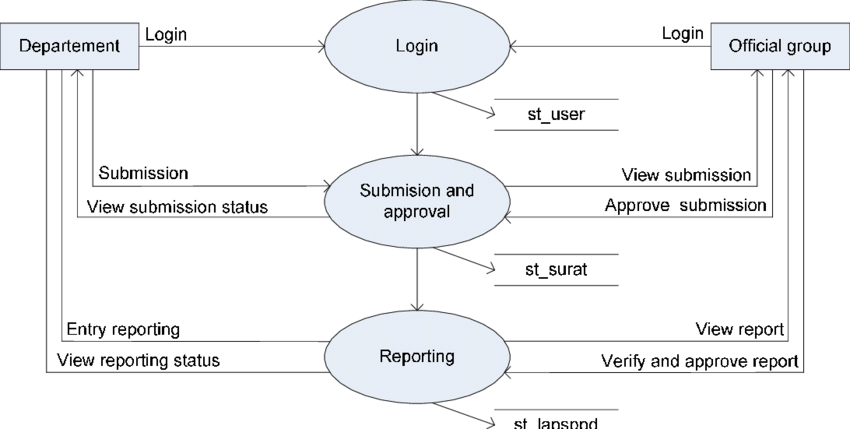 Departement
Login
Login
Login
Official group
st_user
Submission
View submission status
Submision and
approval
View submission
Approve submission
st_surat
Entry reporting
View reporting status
Reporting
View report
Verify and approve report
st_lapsppd